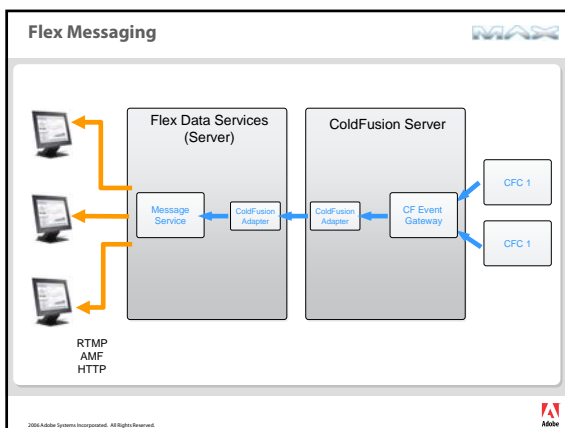 Flex Messaging
MAX
Flex Data Services
(Server)
ColdFusion Server
Message
Service
ColdFusion
Adapter
ColdFusion
Adapter
CF Event
Gateway
CFC 1
CFC 1
RTMP
AMF
HTTP
2006 Adobe Systems Incorporated. All Rights Reserved.
Adobe